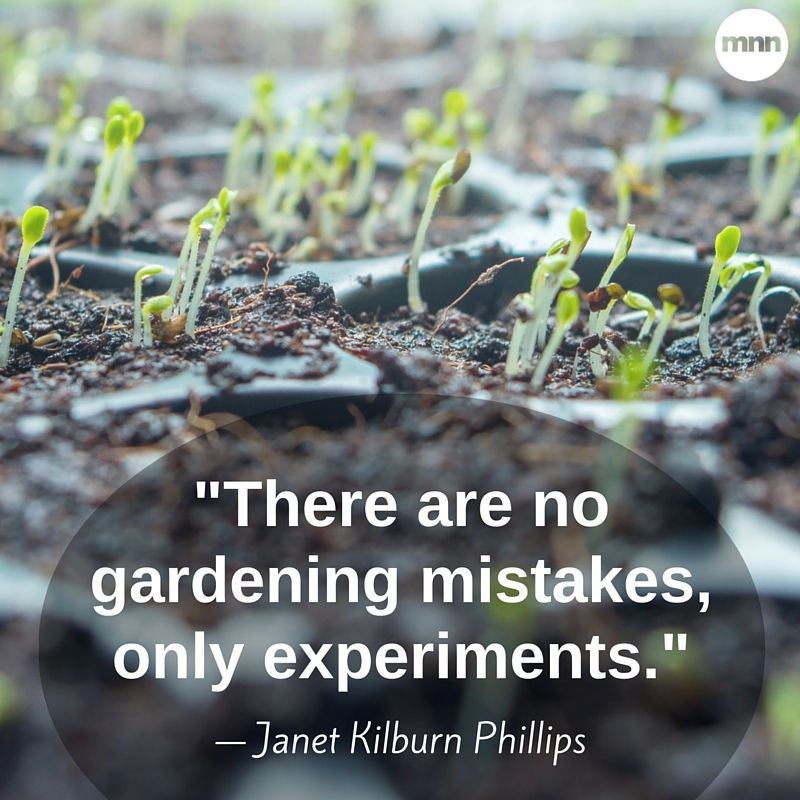 mnn
"There are no
gardening mistakes,
only experiments."
— Janet Kilburn Phillips